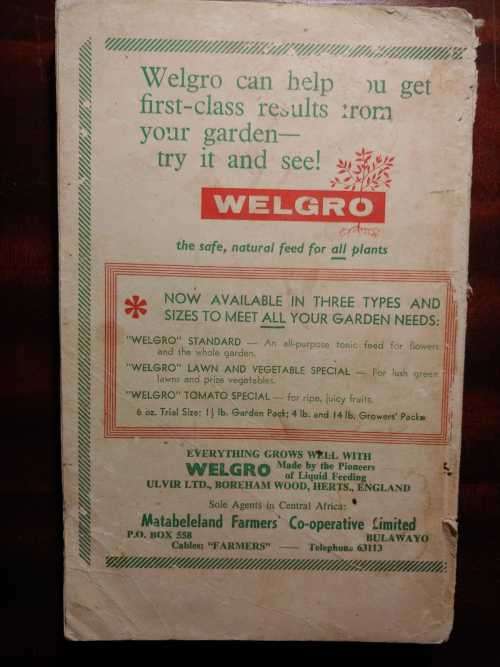 Welgro can help you get
first-class results from
your garden—
try it and see!
WELGRO
the safe, natural feed for all plants
* NOW AVAILABLE IN THREE TYPES AND
SIZES TO MEET ALL YOUR GARDEN NEEDS:
"WELGRO" STANDARD — An all-purpose tonic feed for flowers
and the whole garden.
"WELGRO" LAWN AND VEGETABLE SPECIAL — For lush green
lawns and prize vegetables.
"WELGRO" TOMATO SPECIAL — for ripe, juicy fruits.
6 oz. Trial Size; 1½ lb. Garden Pack; 4 lb. and 14 lb. Growers' Packs
EVERYTHING GROWS WELL WITH
WELGRO Made by the Pioneers
of Liquid Feeding
ULVIR LTD., BOREHAM WOOD, HERTS., ENGLAND
Sole Agents in Central Africa:
Matabeleland Farmers' Co-operative Limited
P.O. BOX 558 BULAWAYO
Cables: "FARMERS" — Telephone 63113